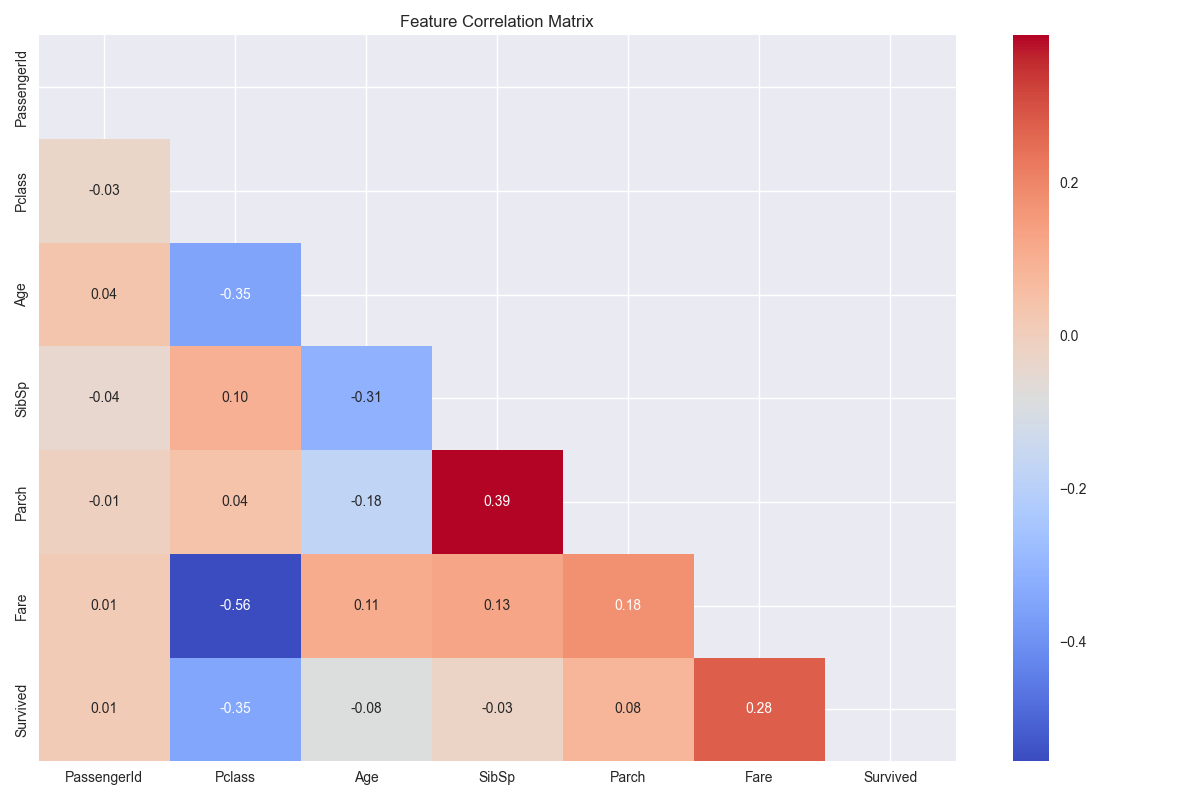 Feature Correlation Matrix
PassengerId
Pclass
-0.03
Age
0.04 -0.35
SibSp
-0.04 0.10 -0.31
Parch
-0.01 0.04 -0.18 0.39
Fare
0.01 -0.56 0.11 0.13 0.18
Survived
0.01 -0.35 -0.08 -0.03 0.08 0.28
PassengerId Pclass Age SibSp Parch Fare Survived
0.2
0.0
−0.2
−0.4